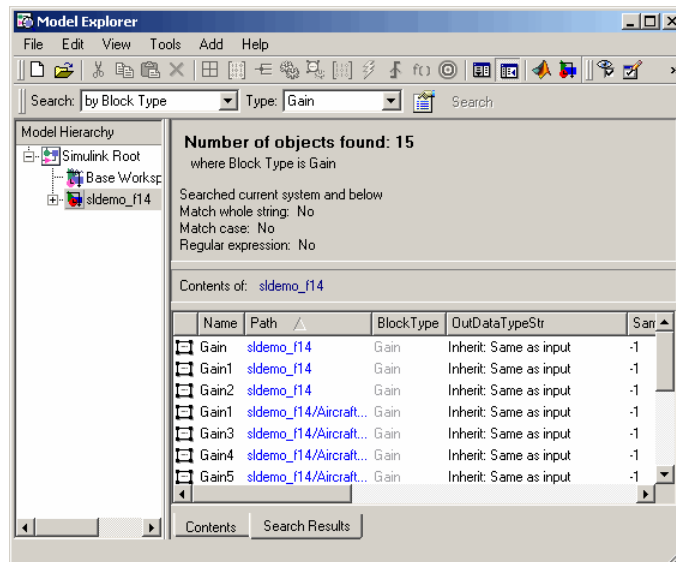 Model Explorer
File Edit View Tools Add Help
f()
Search: by Block Type Type: Gain Search
Model Hierarchy
Simulink Root
Base Worksp
sldemo_f14
Number of objects found: 15
where Block Type is Gain
Searched current system and below
Match whole string: No
Match case: No
Regular expression: No
Contents of: sldemo_f14
Name Path BlockType OutDataTypeStr Sam
Gain sldemo_f14 Gain Inherit: Same as input -1
Gain1 sldemo_f14 Gain Inherit: Same as input -1
Gain2 sldemo_f14 Gain Inherit: Same as input -1
Gain1 sldemo_f14/Aircraft... Gain Inherit: Same as input -1
Gain3 sldemo_f14/Aircraft... Gain Inherit: Same as input -1
Gain4 sldemo_f14/Aircraft... Gain Inherit: Same as input -1
Gain5 sldemo_f14/Aircraft... Gain Inherit: Same as input -1
Contents Search Results